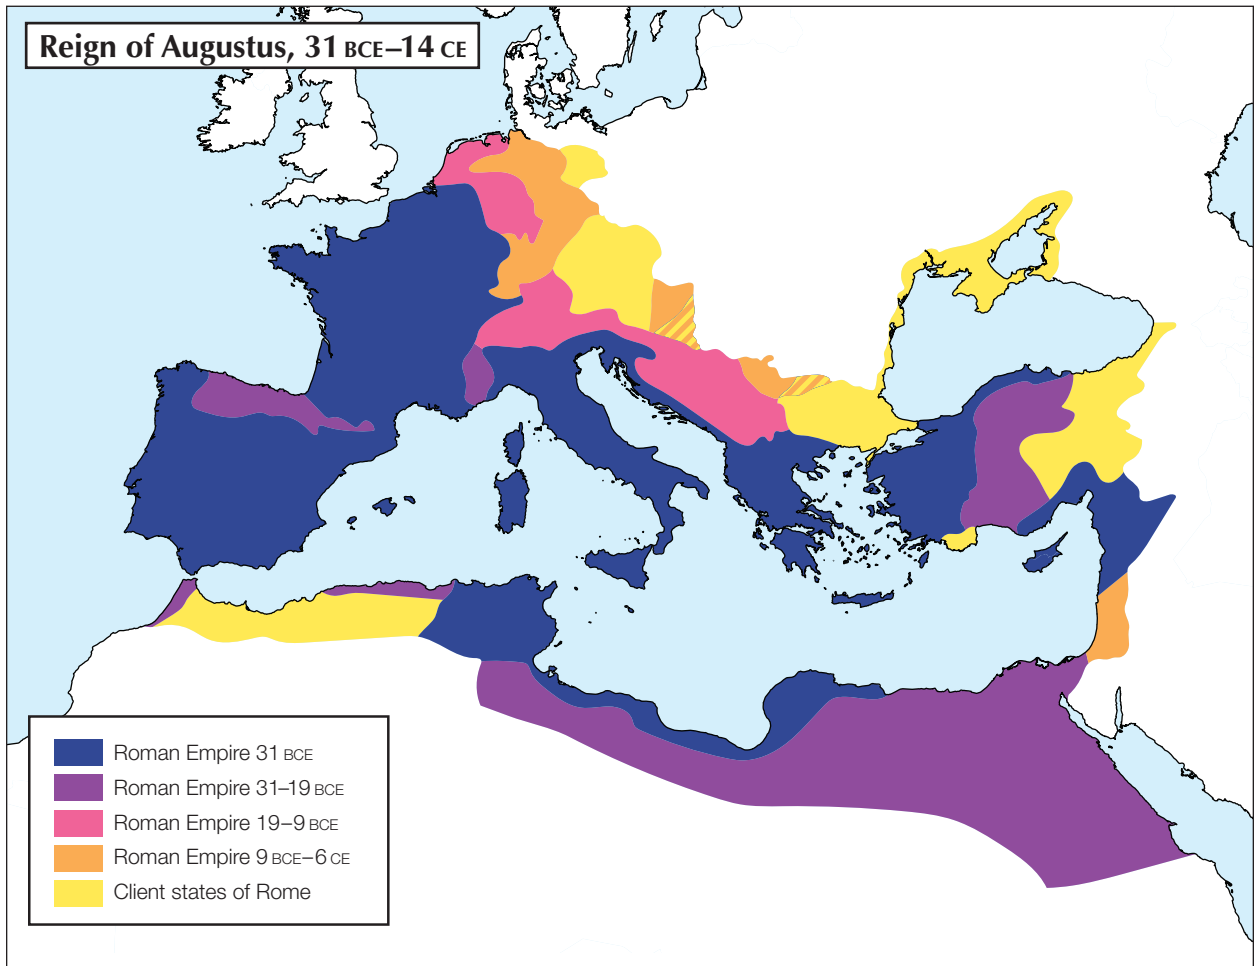 Reign of Augustus, 31 BCE–14 CE
Roman Empire 31 BCE
Roman Empire 31–19 BCE
Roman Empire 19–9 BCE
Roman Empire 9 BCE–6 CE
Client states of Rome